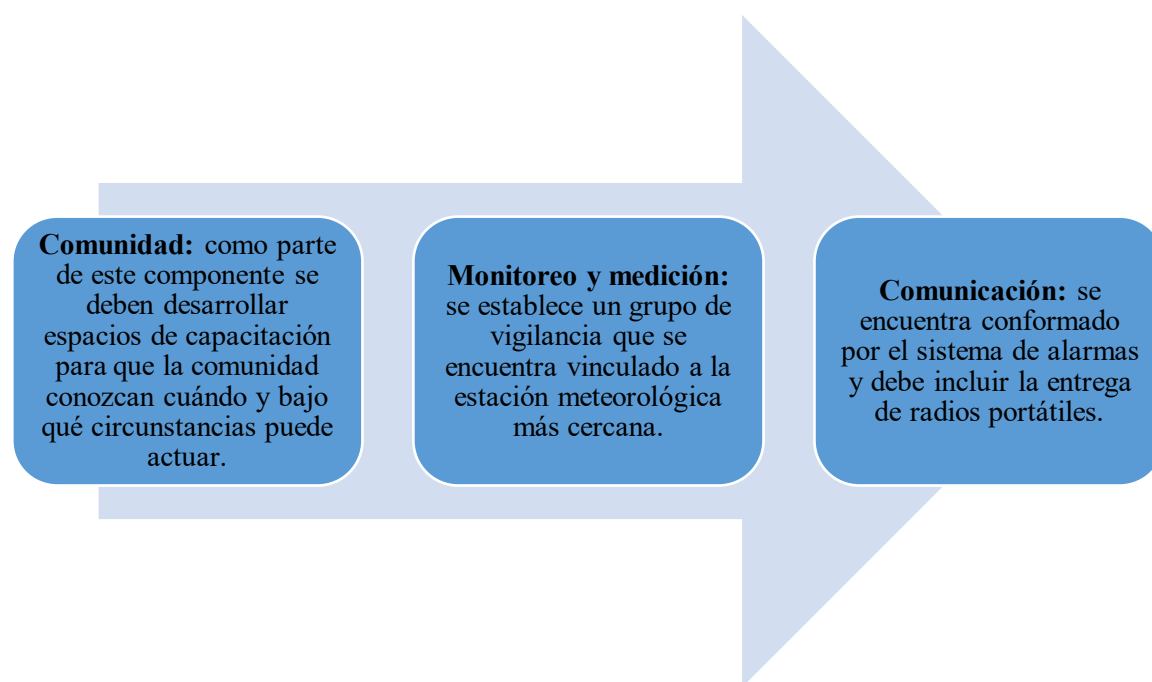 Comunidad: como parte
de este componente se
deben desarrollar
espacios de capacitación
para que la comunidad
conozcan cuándo y bajo
qué circunstancias puede
actuar.
Monitoreo y medición:
se establece un grupo de
vigilancia que se
encuentra vinculado a la
estación meteorológica
más cercana.
Comunicación: se
encuentra conformado
por el sistema de alarmas
y debe incluir la entrega
de radios portátiles.